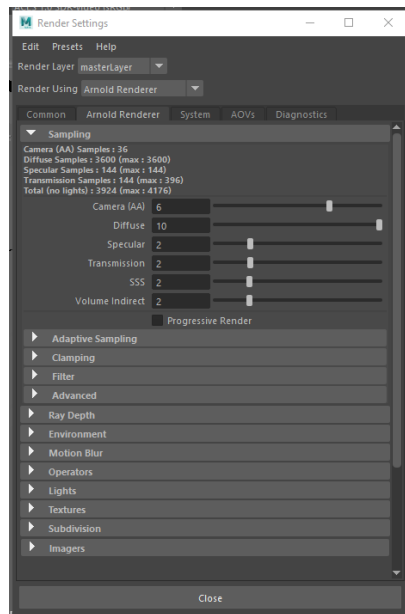 M Render Settings
Edit Presets Help
Render Layer masterLayer
Render Using Arnold Renderer
Common Arnold Renderer System AOVs Diagnostics
Sampling
Camera (AA) Samples : 36
Diffuse Samples : 3600 (max : 3600)
Specular Samples : 144 (max : 144)
Transmission Samples : 144 (max : 396)
Total (no lights) : 3924 (max : 4176)
Camera (AA) 6
Diffuse 10
Specular 2
Transmission 2
SSS 2
Volume Indirect 2
Progressive Render
Adaptive Sampling
Clamping
Filter
Advanced
Ray Depth
Environment
Motion Blur
Operators
Lights
Textures
Subdivision
Imagers
Close